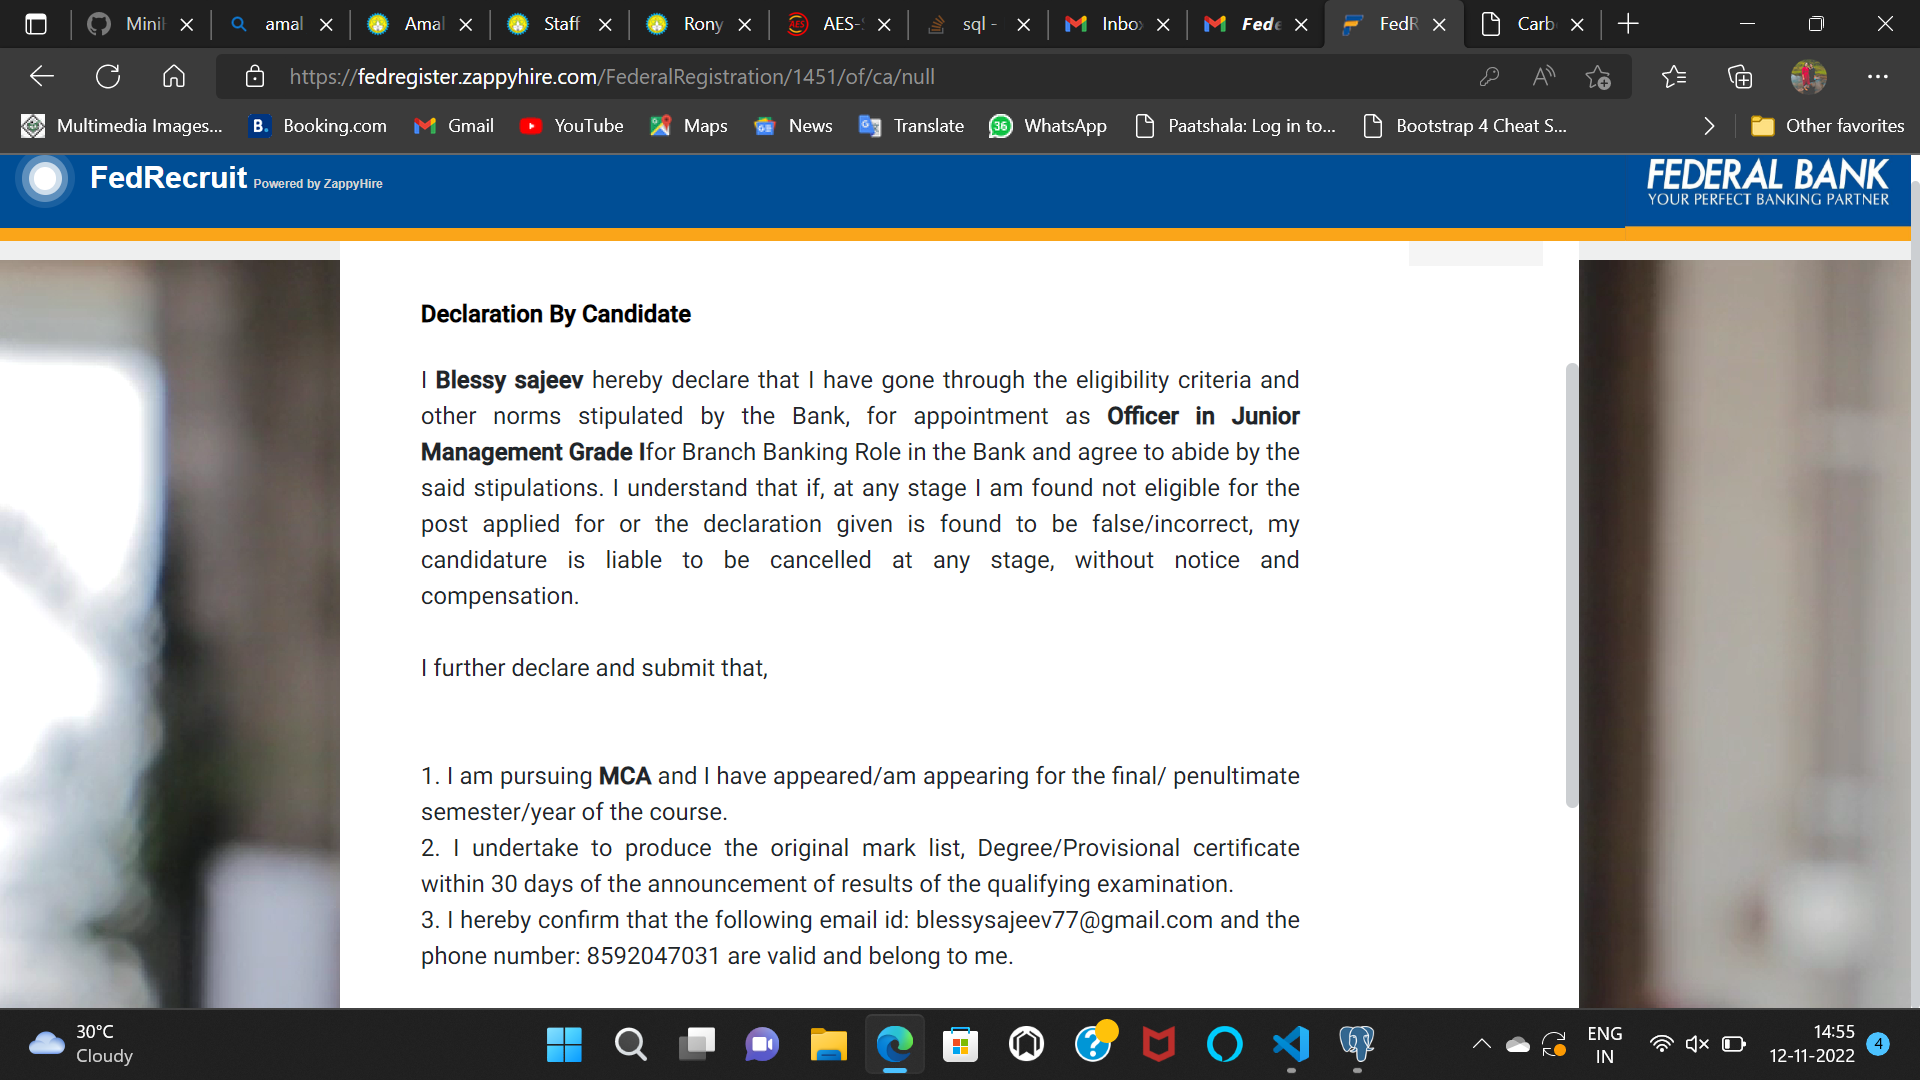 Mini
amal
Amal
Staff
Rony
AES-
sql -
Inbo
Fede
FedR
Carb
https://fedregister.zappyhire.com/FederalRegistration/1451/of/ca/null
Multimedia Images...
B.
Booking.com
Gmail
YouTube
Maps
News
Translate
36
WhatsApp
Paatshala: Log in to...
Bootstrap 4 Cheat S...
Other favorites
FedRecruit Powered by ZappyHire
FEDERAL BANK
YOUR PERFECT BANKING PARTNER
Declaration By Candidate
I Blessy sajeev hereby declare that I have gone through the eligibility criteria and
other norms stipulated by the Bank, for appointment as Officer in Junior
Management Grade Ifor Branch Banking Role in the Bank and agree to abide by the
said stipulations. I understand that if, at any stage I am found not eligible for the
post applied for or the declaration given is found to be false/incorrect, my
candidature is liable to be cancelled at any stage, without notice and
compensation.
I further declare and submit that,
1. I am pursuing MCA and I have appeared/am appearing for the final/ penultimate
semester/year of the course.
2. I undertake to produce the original mark list, Degree/Provisional certificate
within 30 days of the announcement of results of the qualifying examination.
3. I hereby confirm that the following email id: blessysajeev77@gmail.com and the
phone number: 8592047031 are valid and belong to me.
30°C
Cloudy
ENG
IN
14:55
12-11-2022
4